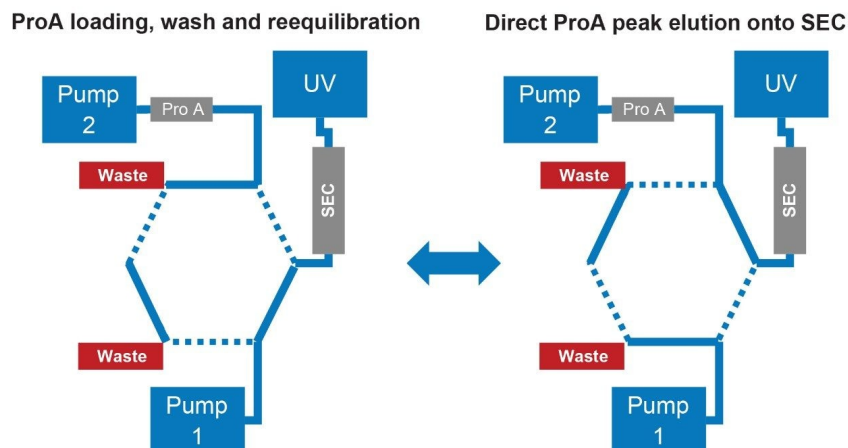 ProA loading, wash and reequilibration
Pump
2
Pro A
UV
Waste
SEC
Waste
Pump
1
Direct ProA peak elution onto SEC
Pump
2
Pro A
UV
Waste
SEC
Waste
Pump
1